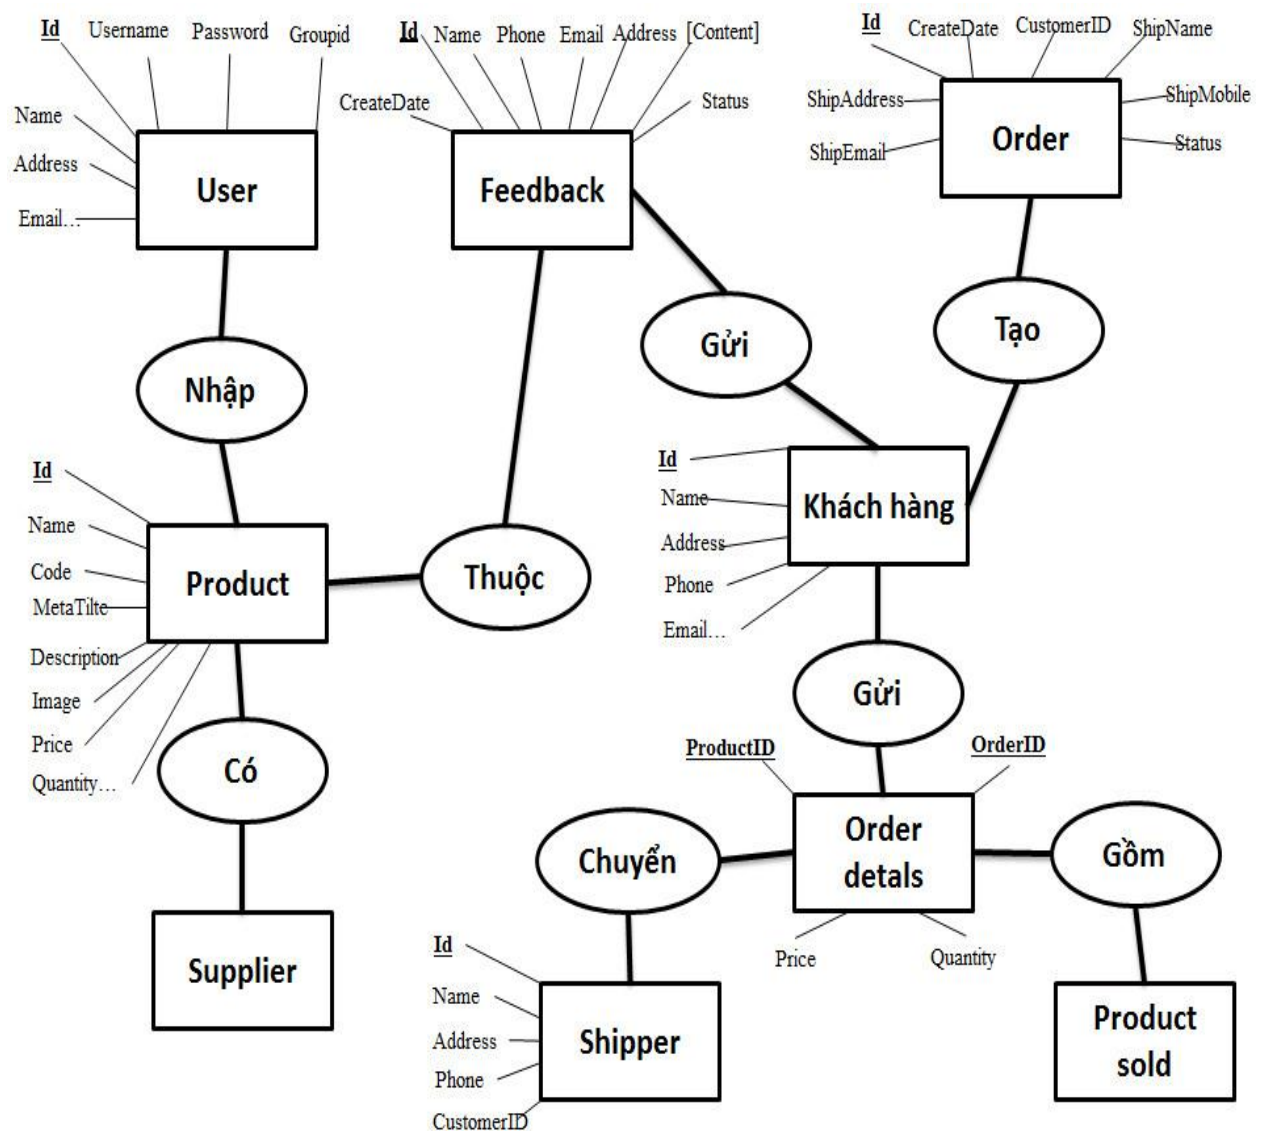 Id
Username
Password
Groupid
Name
Address
Email...
User
Id
Name
Phone
Email
Address
[Content]
CreateDate
Status
Feedback
Id
CreateDate
CustomerID
ShipName
ShipAddress
ShipMobile
ShipEmail
Status
Order
Nhập
Gửi
Tạo
Id
Name
Code
MetaTilte
Description
Image
Price
Quantity...
Product
Thuộc
Id
Name
Address
Phone
Email...
Khách hàng
Có
Gửi
Supplier
ProductID
OrderID
Order
detals
Price
Quantity
Chuyển
Gồm
Id
Name
Address
Phone
CustomerID
Shipper
Product
sold